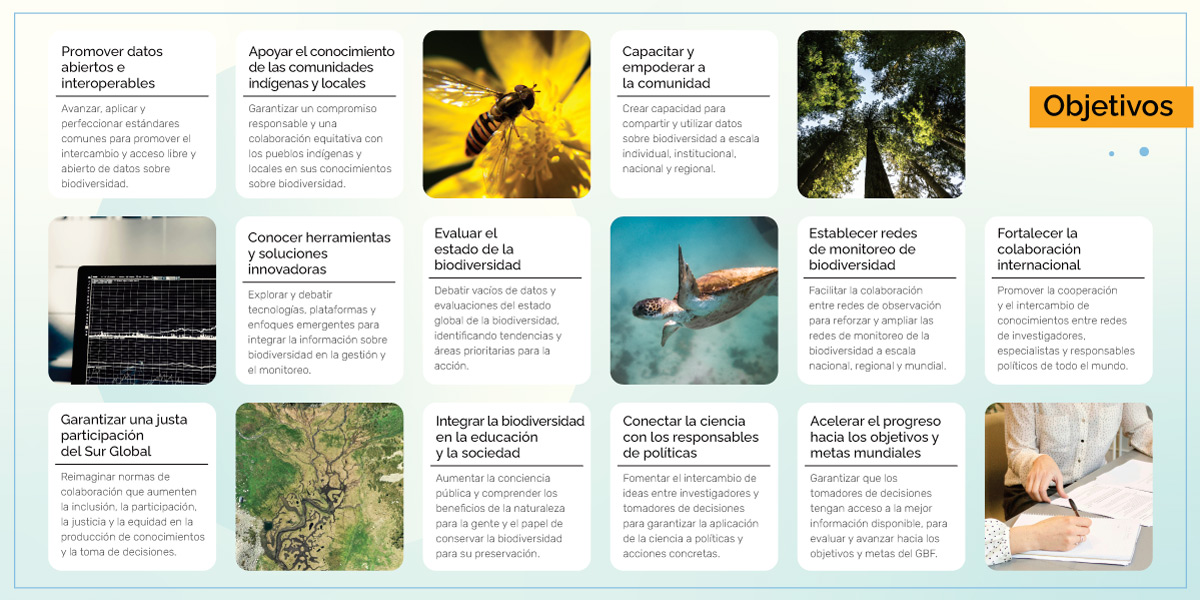 Objetivos
Promover datos
abiertos e
interoperables
Avanzar, aplicar y
perfeccionar estándares
comunes para promover el
intercambio y acceso libre y
abierto de datos sobre
biodiversidad.
Apoyar el conocimiento
de las comunidades
indígenas y locales
Garantizar un compromiso
responsable y una
colaboración equitativa con
los pueblos indígenas y
locales en sus conocimientos
sobre biodiversidad.
Capacitar y
empoderar a
la comunidad
Crear capacidad para
compartir y utilizar datos
sobre biodiversidad a escala
individual, institucional,
nacional y regional.
Conocer herramientas
y soluciones
innovadoras
Explorar y debatir
tecnologías, plataformas y
enfoques emergentes para
integrar la información sobre
biodiversidad en la gestión y
el monitoreo.
Evaluar el
estado de la
biodiversidad
Debatir vacíos de datos y
evaluaciones del estado
global de la biodiversidad,
identificando tendencias y
áreas prioritarias para la
acción.
Establecer redes
de monitoreo de
biodiversidad
Facilitar la colaboración
entre redes de observación
para reforzar y ampliar las
redes de monitoreo de la
biodiversidad a escala
nacional, regional y mundial.
Fortalecer la
colaboración
internacional
Promover la cooperación
y el intercambio de
conocimientos entre redes
de investigadores,
especialistas y responsables
políticos de todo el mundo.
Garantizar una justa
participación
del Sur Global
Reimaginar normas de
colaboración que aumenten
la inclusión, la participación,
la justicia y la equidad en la
producción de conocimientos
y la toma de decisiones.
Integrar la biodiversidad
en la educación
y la sociedad
Aumentar la conciencia
pública y comprender los
beneficios de la naturaleza
para la gente y el papel de
conservar la biodiversidad
para su preservación.
Conectar la ciencia
con los responsables
de políticas
Fomentar el intercambio de
ideas entre investigadores y
tomadores de decisiones
para garantizar la aplicación
de la ciencia a políticas y
acciones concretas.
Acelerar el progreso
hacia los objetivos y
metas mundiales
Garantizar que los
tomadores de decisiones
tengan acceso a la mejor
información disponible, para
evaluar y avanzar hacia los
objetivos y metas del GBF.